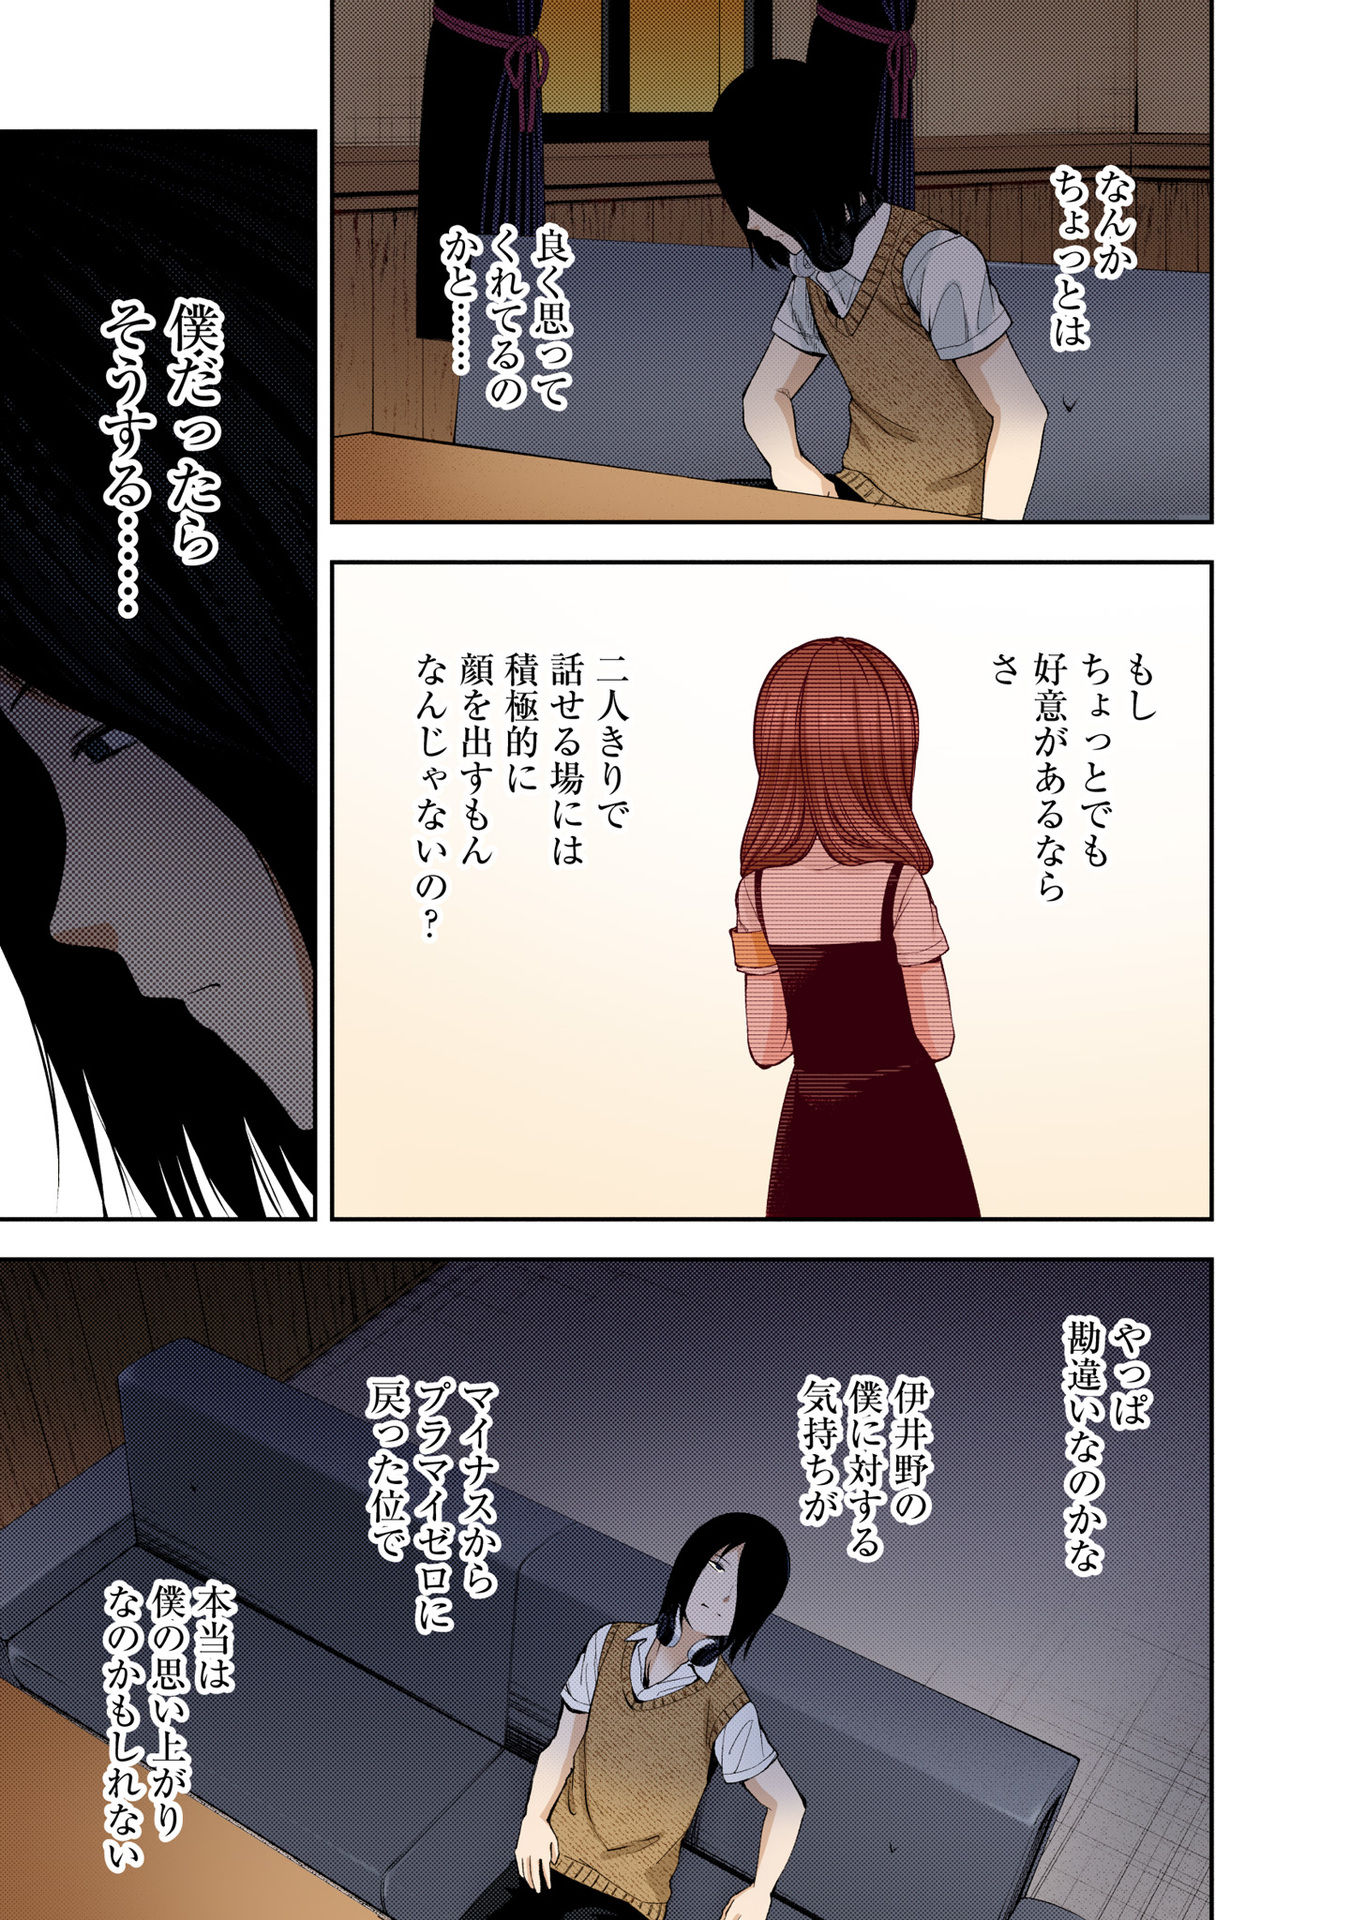 なんか
ちょっとは
良く思って
くれてるの
かと……
もし
ちょっとでも
好意があるなら
さ
二人きりで
話せる場には
積極的に
顔を出すもん
なんじゃないの?
僕だったら
そうする………
やっぱ
勘違いなのかな
伊井野の
僕に対する
気持ちが
マイナスから
プラマイゼロに
戻った位で
本当は
僕の思い上がり
なのかもしれない